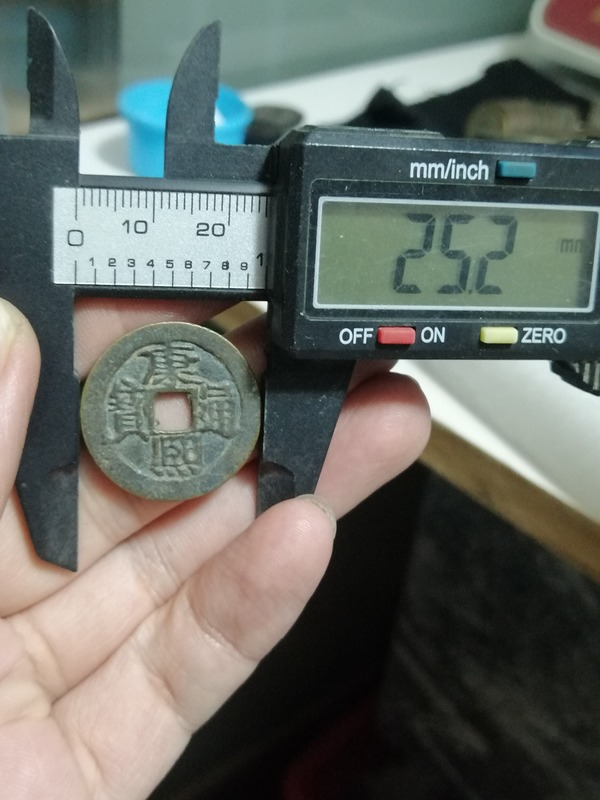 mm/inch
25.2 mm
OFF ON ZERO
0 10 20
1 2 3 4 5 6 7 8 9 1
康熙通寶